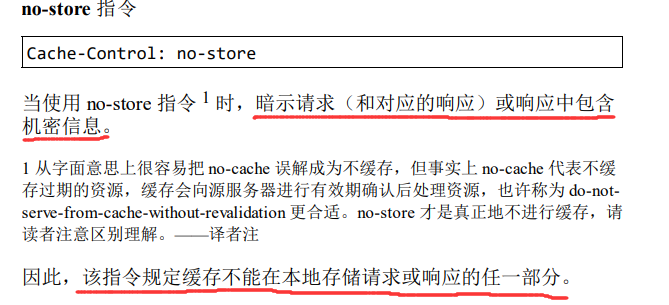 no-store 指令
Cache-Control: no-store
当使用 no-store 指令 1 时，暗示请求（和对应的响应）或响应中包含
机密信息。
1 从字面意思上很容易把 no-cache 误解成为不缓存，但事实上 no-cache 代表不缓
存过期的资源，缓存会向源服务器进行有效期确认后处理资源，也许称为 do-not-
serve-from-cache-without-revalidation 更合适。no-store 才是真正地不进行缓存，请
读者注意区别理解。——译者注
因此，该指令规定缓存不能在本地存储请求或响应的任一部分。